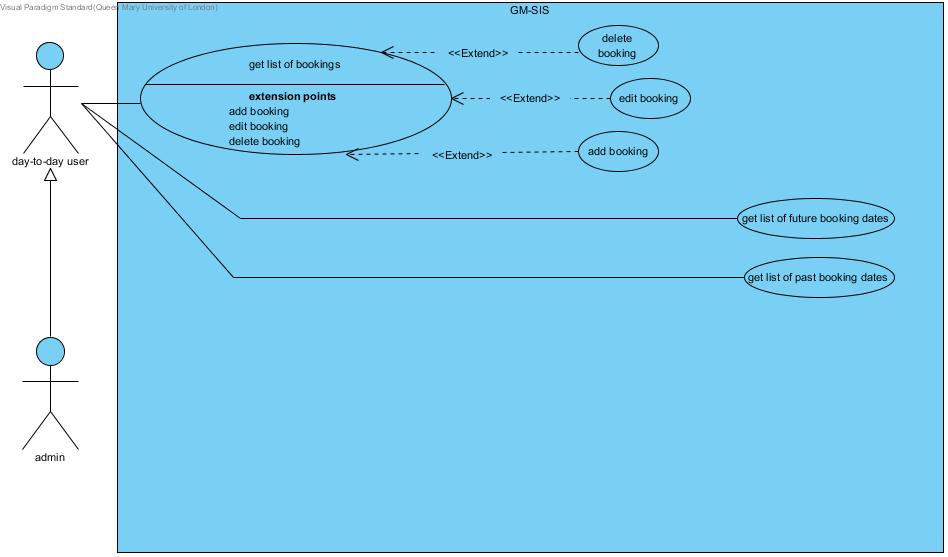 Visual Paradigm Standard(Queen Mary University of London)
GM-SIS
delete
booking
<<Extend>>
get list of bookings
extension points
add booking
edit booking
delete booking
<<Extend>>
edit booking
<<Extend>>
add booking
day-to-day user
get list of future booking dates
get list of past booking dates
admin